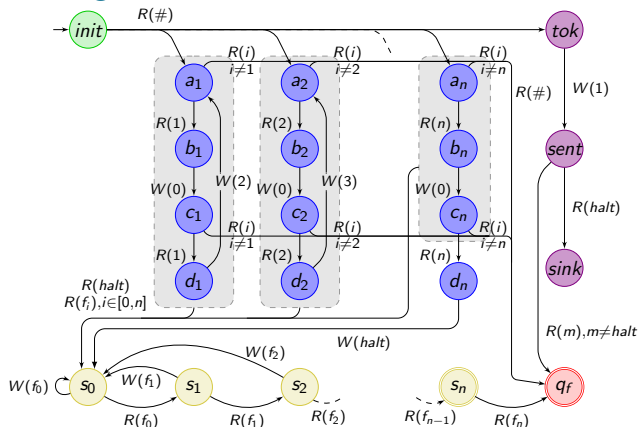 R(#)
init
tok
R(i)
i≠1
R(i)
i≠2
R(i)
i≠n
a₁
a₂
aₙ
R(#)
W(1)
R(1)
R(2)
R(n)
b₁
b₂
bₙ
sent
W(0)
W(2)
W(0)
W(3)
W(0)
R(halt)
c₁
c₂
cₙ
R(i)
i≠1
R(i)
i≠2
R(i)
i≠n
R(1)
R(2)
R(n)
d₁
d₂
dₙ
sink
R(halt)
R(fᵢ),i∈[0,n]
W(halt)
R(m),m≠halt
W(f₂)
W(f₁)
W(f₀)
s₀
s₁
s₂
sₙ
q_f
R(f₀)
R(f₁)
R(f₂)
R(fₙ₋₁)
R(fₙ)